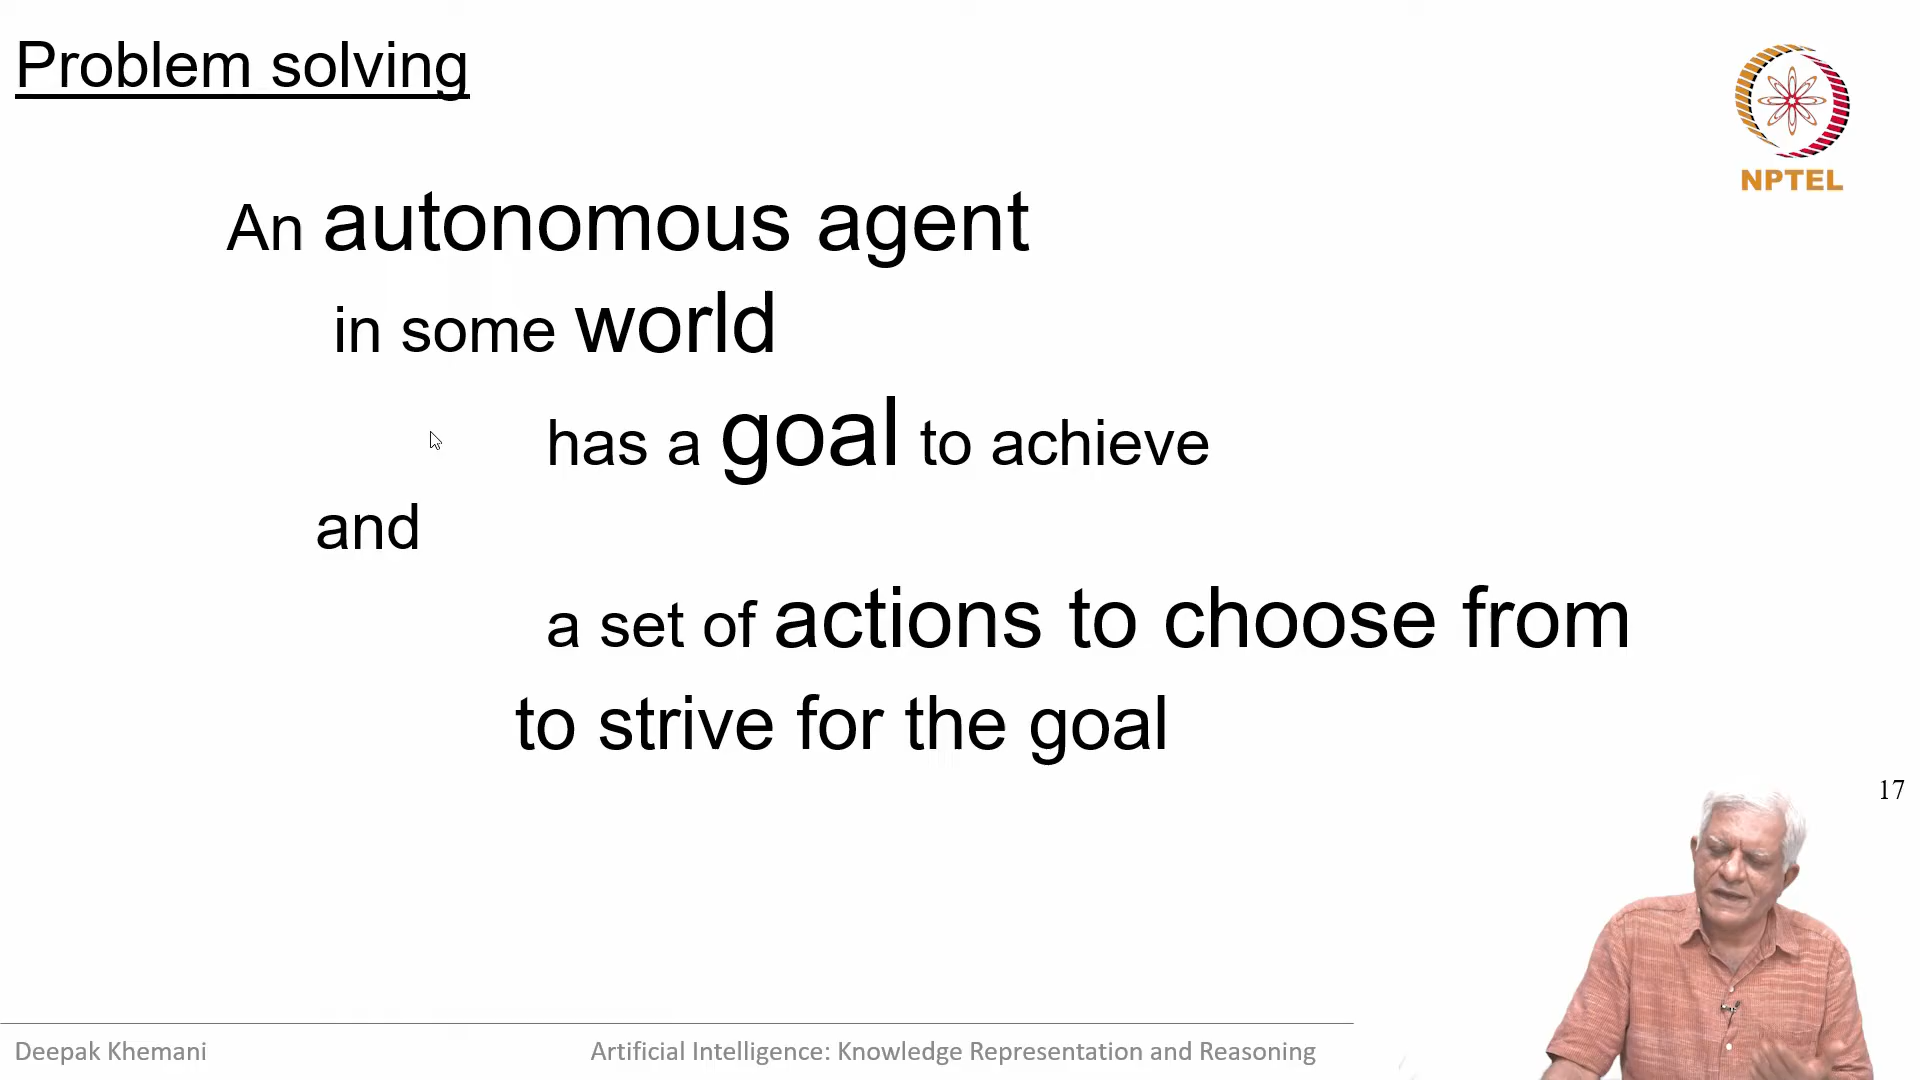 Problem solving
NPTEL
An autonomous agent
in some world
has a goal to achieve
and
a set of actions to choose from
to strive for the goal
17
Deepak Khemani
Artificial Intelligence: Knowledge Representation and Reasoning